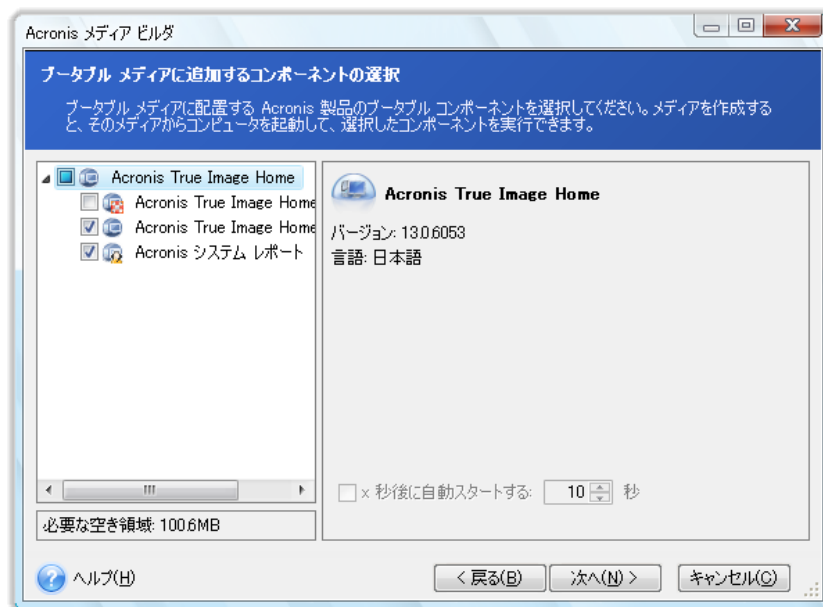 Acronis メディア ビルダ
ブータブル メディアに追加するコンポーネントの選択
ブータブル メディアに配置する Acronis 製品のブータブル コンポーネントを選択してください。メディアを作成する
と、そのメディアからコンピュータを起動して、選択したコンポーネントを実行できます。
Acronis True Image Home
Acronis True Image Home
Acronis True Image Home
Acronis システム レポート
必要な空き領域: 100.6MB
Acronis True Image Home
バージョン: 13.0.6053
言語: 日本語
x 秒後に自動スタートする: 10 秒
ヘルプ(H)
< 戻る(B)
次へ(N) >
キャンセル(C)